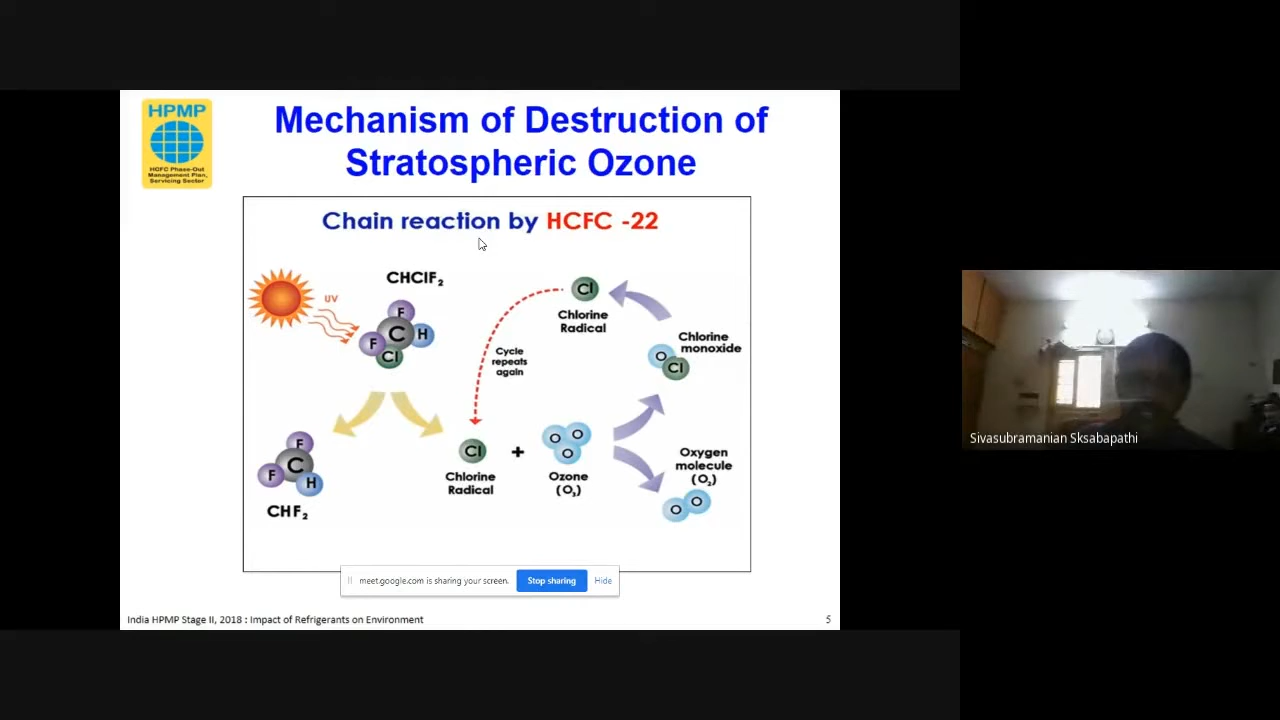 HPMP
HCFC Phase-Out
Management Plan,
Servicing Sector
Mechanism of Destruction of
Stratospheric Ozone
Chain reaction by HCFC -22
UV
CHClF₂
F
C
H
F
Cl
Cl
Chlorine
Radical
Cycle
repeats
again
Chlorine
monoxide
O
Cl
F
C
F
H
CHF₂
Cl
Chlorine
Radical
+
O
O
O
Ozone
(O₃)
Oxygen
molecule
(O₂)
O
O
meet.google.com is sharing your screen.
Stop sharing
Hide
India HPMP Stage II, 2018 : Impact of Refrigerants on Environment
5
Sivasubramanian Sksabapathi